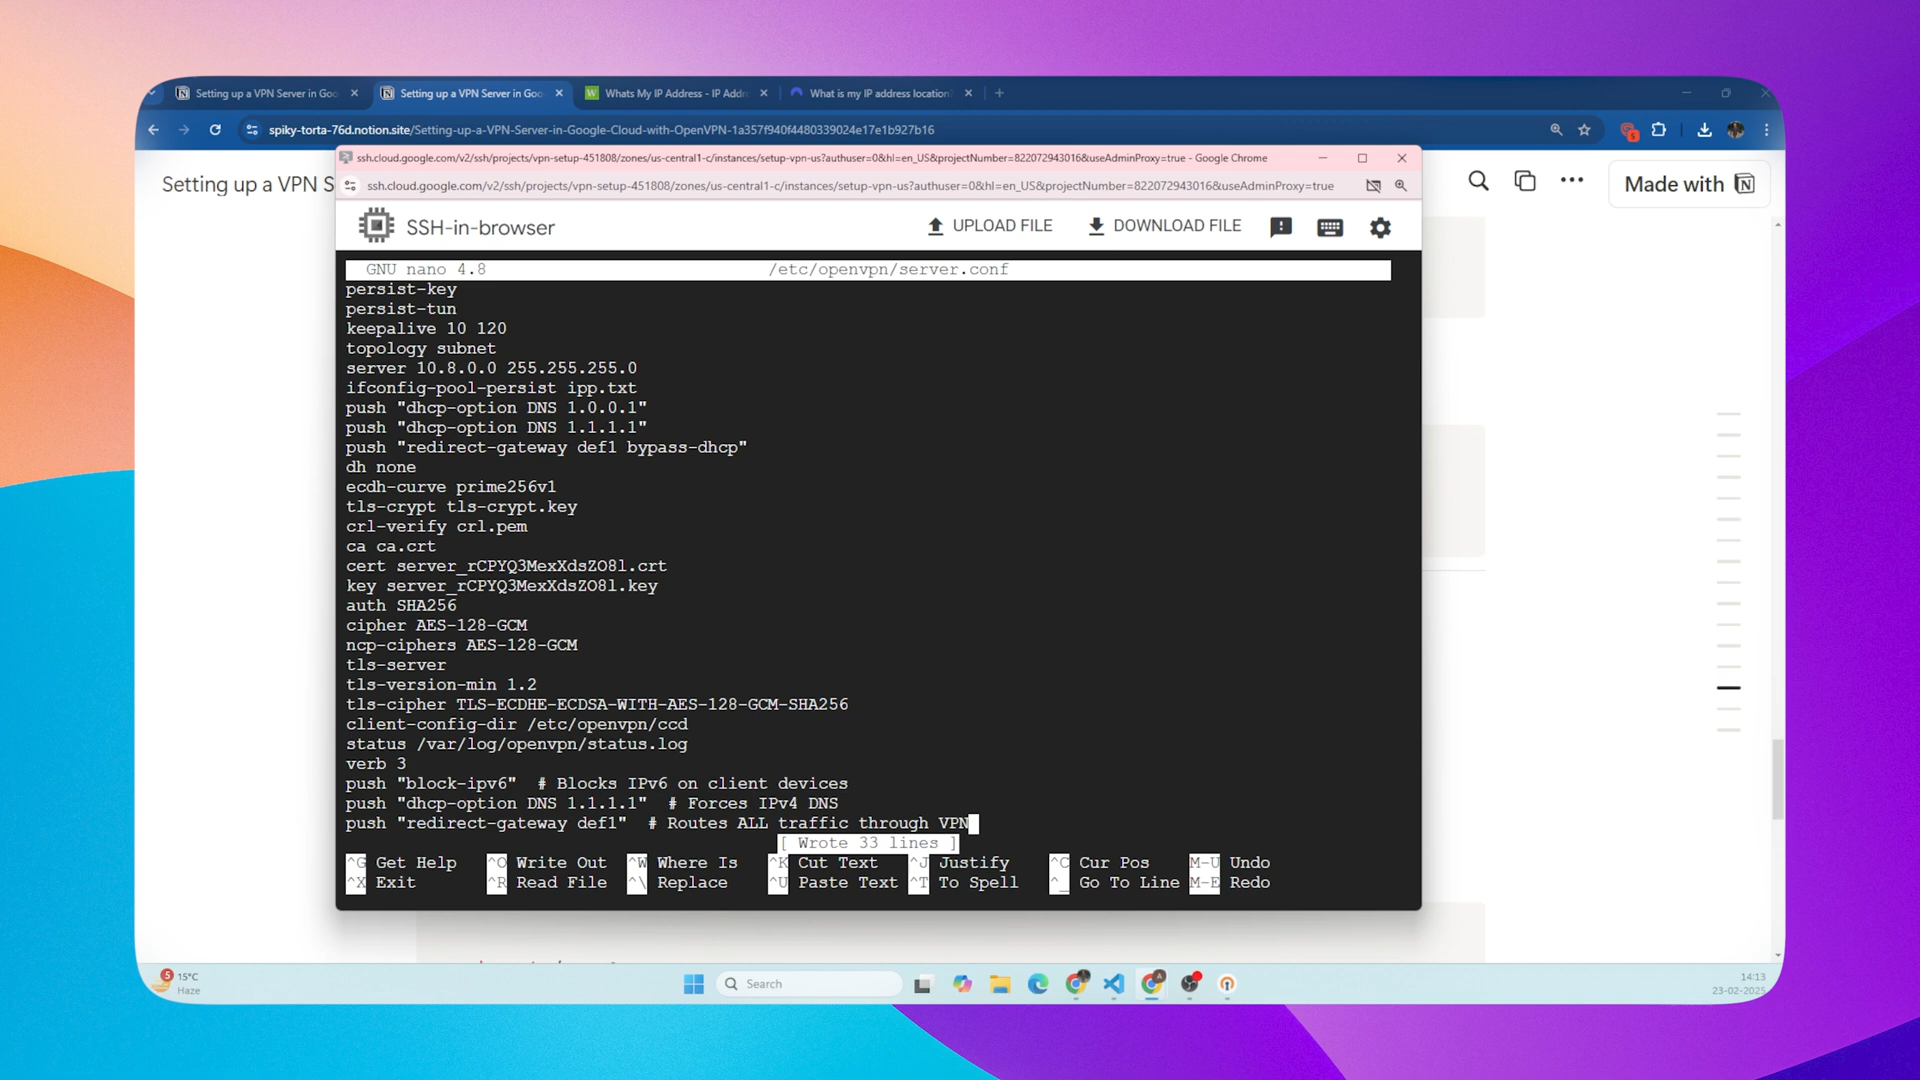 Setting up a VPN Server in Goo
Setting up a VPN Server in Goo
Whats My IP Address - IP Addr
What is my IP address location
spiky-torta-76d.notion.site/Setting-up-a-VPN-Server-in-Google-Cloud-with-OpenVPN-1a357f940f4480339024e17e1b927b16
ssh.cloud.google.com/v2/ssh/projects/vpn-setup-451808/zones/us-central1-c/instances/setup-vpn-us?authuser=0&hl=en_US&projectNumber=822072943016&useAdminProxy=true - Google Chrome
Setting up a VPN S
ssh.cloud.google.com/v2/ssh/projects/vpn-setup-451808/zones/us-central1-c/instances/setup-vpn-us?authuser=0&hl=en_US&projectNumber=822072943016&useAdminProxy=true
Made with
SSH-in-browser
UPLOAD FILE
DOWNLOAD FILE
GNU nano 4.8 /etc/openvpn/server.conf
persist-key
persist-tun
keepalive 10 120
topology subnet
server 10.8.0.0 255.255.255.0
ifconfig-pool-persist ipp.txt
push "dhcp-option DNS 1.0.0.1"
push "dhcp-option DNS 1.1.1.1"
push "redirect-gateway def1 bypass-dhcp"
dh none
ecdh-curve prime256v1
tls-crypt tls-crypt.key
crl-verify crl.pem
ca ca.crt
cert server_rCPYQ3MexXdsZO8l.crt
key server_rCPYQ3MexXdsZO8l.key
auth SHA256
cipher AES-128-GCM
ncp-ciphers AES-128-GCM
tls-server
tls-version-min 1.2
tls-cipher TLS-ECDHE-ECDSA-WITH-AES-128-GCM-SHA256
client-config-dir /etc/openvpn/ccd
status /var/log/openvpn/status.log
verb 3
push "block-ipv6"  # Blocks IPv6 on client devices
push "dhcp-option DNS 1.1.1.1"  # Forces IPv4 DNS
push "redirect-gateway def1"  # Routes ALL traffic through VPN
[ Wrote 33 lines ]
^G Get Help ^O Write Out ^W Where Is ^K Cut Text ^J Justify ^C Cur Pos M-U Undo
^X Exit ^R Read File ^\ Replace ^U Paste Text ^T To Spell ^_ Go To Line M-E Redo
5
15°C
Haze
Search
14:13
23-02-2025